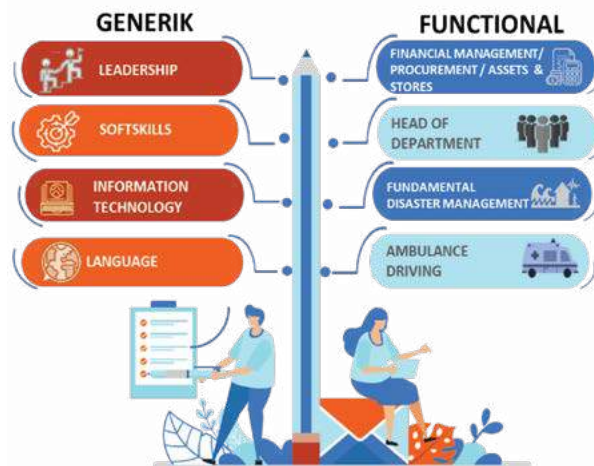 GENERIK
LEADERSHIP
SOFTSKILLS
INFORMATION
TECHNOLOGY
LANGUAGE
FUNCTIONAL
FINANCIAL MANAGEMENT/
PROCUREMENT / ASSETS &
STORES
HEAD OF
DEPARTMENT
FUNDAMENTAL
DISASTER MANAGEMENT
AMBULANCE
DRIVING